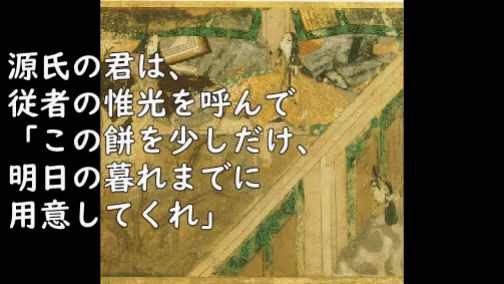 源氏の君は、
従者の惟光を呼んで
「この餅を少しだけ、
明日の暮れまでに
用意してくれ」